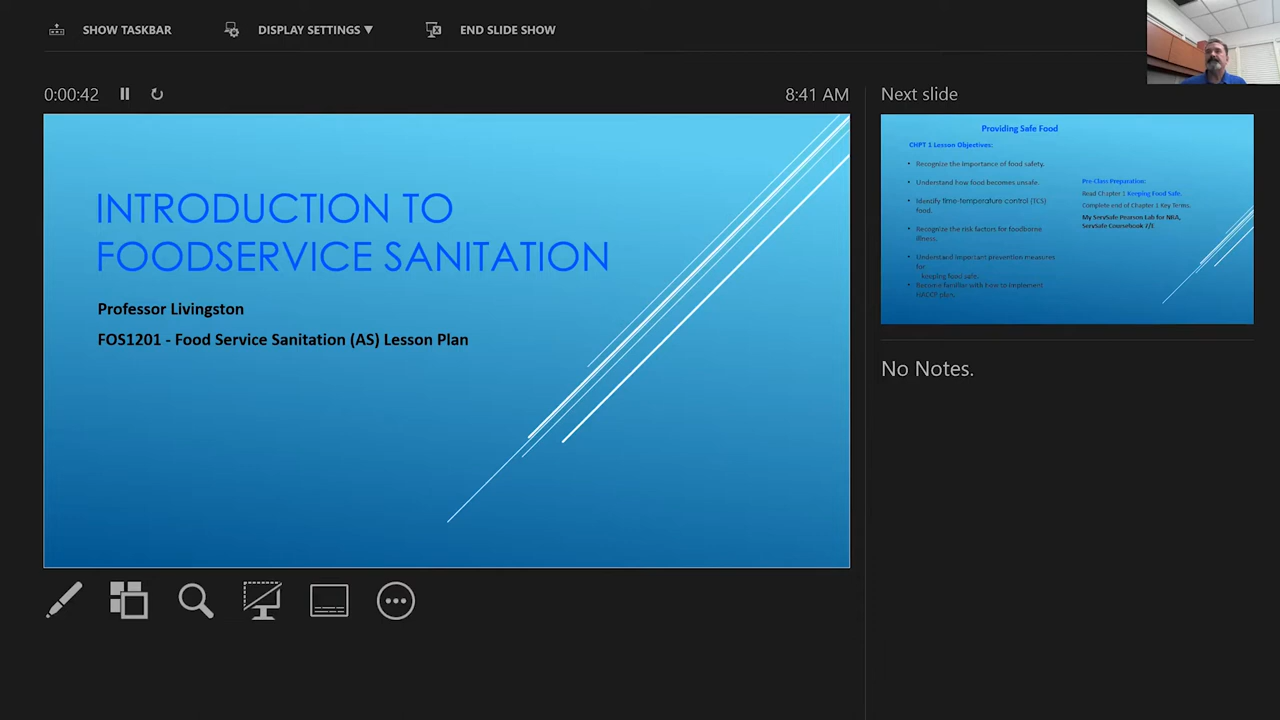 SHOW TASKBAR
DISPLAY SETTINGS ▼
END SLIDE SHOW
0:00:42
8:41 AM
INTRODUCTION TO
FOODSERVICE SANITATION
Professor Livingston
FOS1201 - Food Service Sanitation (AS) Lesson Plan
Next slide
Providing Safe Food
CHPT 1 Lesson Objectives:
• Recognize the importance of food safety.
• Understand how food becomes unsafe.
• Identify time-temperature control (TCS)
food.
• Recognize the risk factors for foodborne
illness.
• Understand important prevention measures
for
keeping food safe.
• Become familiar with how to implement
HACCP plan.
Pre-Class Preparation:
Read Chapter 1 Keeping Food Safe.
Complete end of Chapter 1 Key Terms.
My ServSafe Pearson Lab for NRA,
ServSafe Coursebook 7/E
No Notes.